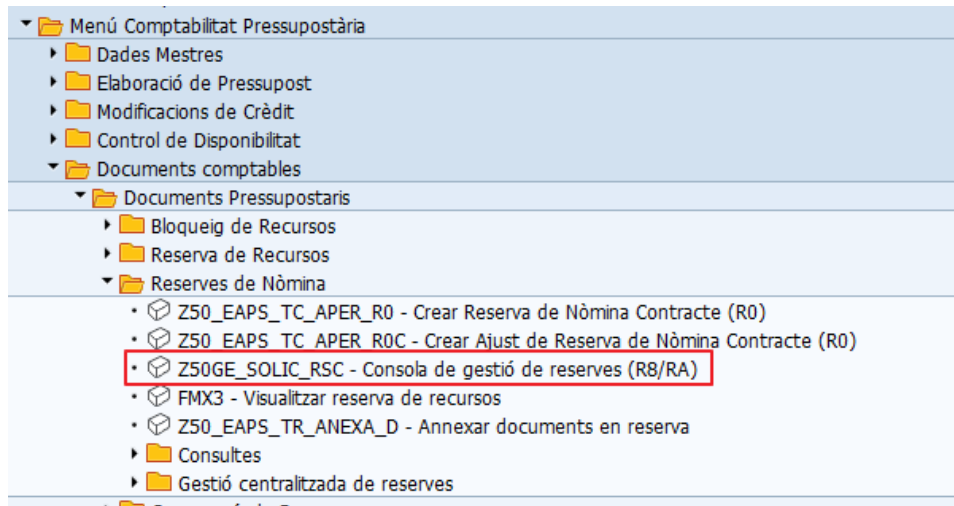 Menú Comptabilitat Pressupostària
Dades Mestres
Elaboració de Pressupost
Modificacions de Crèdit
Control de Disponibilitat
Documents comptables
Documents Pressupostaris
Bloqueig de Recursos
Reserva de Recursos
Reserves de Nòmina
Z50_EAPS_TC_APER_R0 - Crear Reserva de Nòmina Contracte (R0)
Z50_EAPS_TC_APER_R0C - Crear Ajust de Reserva de Nòmina Contracte (R0)
Z50GE_SOLIC_RSC - Consola de gestió de reserves (R8/RA)
FMX3 - Visualitzar reserva de recursos
Z50_EAPS_TR_ANEXA_D - Annexar documents en reserva
Consultes
Gestió centralitzada de reserves